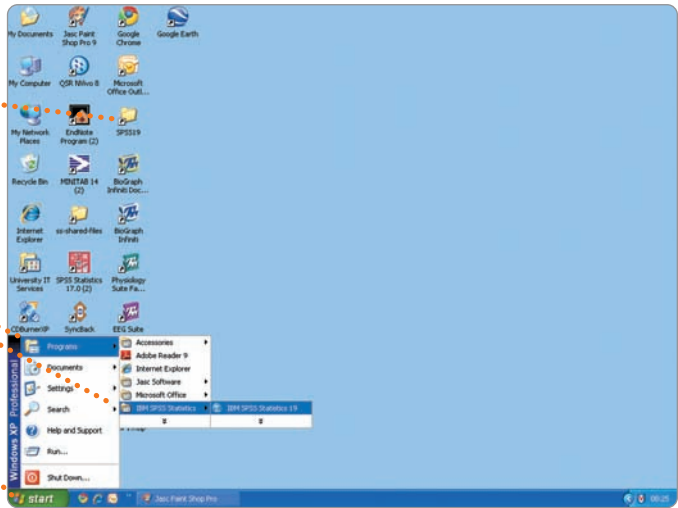 My Documents
Jasc Paint
Shop Pro 9
Google
Chrome
Google Earth
My Computer
QSR NVivo 8
Microsoft
Office Outl...
My Network
Places
EndNote
Program (2)
SPSS19
Recycle Bin
MINITAB 14
(2)
BioGraph
Infiniti Doc...
Internet
Explorer
ss-shared-files
BioGraph
Infiniti
University IT
Services
SPSS Statistics
17.0 (2)
Physiology
Suite Fa...
CDBurnerXP
SyncBack
EEG Suite
Windows XP Professional
Programs
Documents
Settings
Search
Help and Support
Run...
Shut Down...
Accessories
Adobe Reader 9
Internet Explorer
Jasc Software
Microsoft Office
IBM SPSS Statistics
IBM SPSS Statistics 19
start
Jasc Paint Shop Pro
08:25